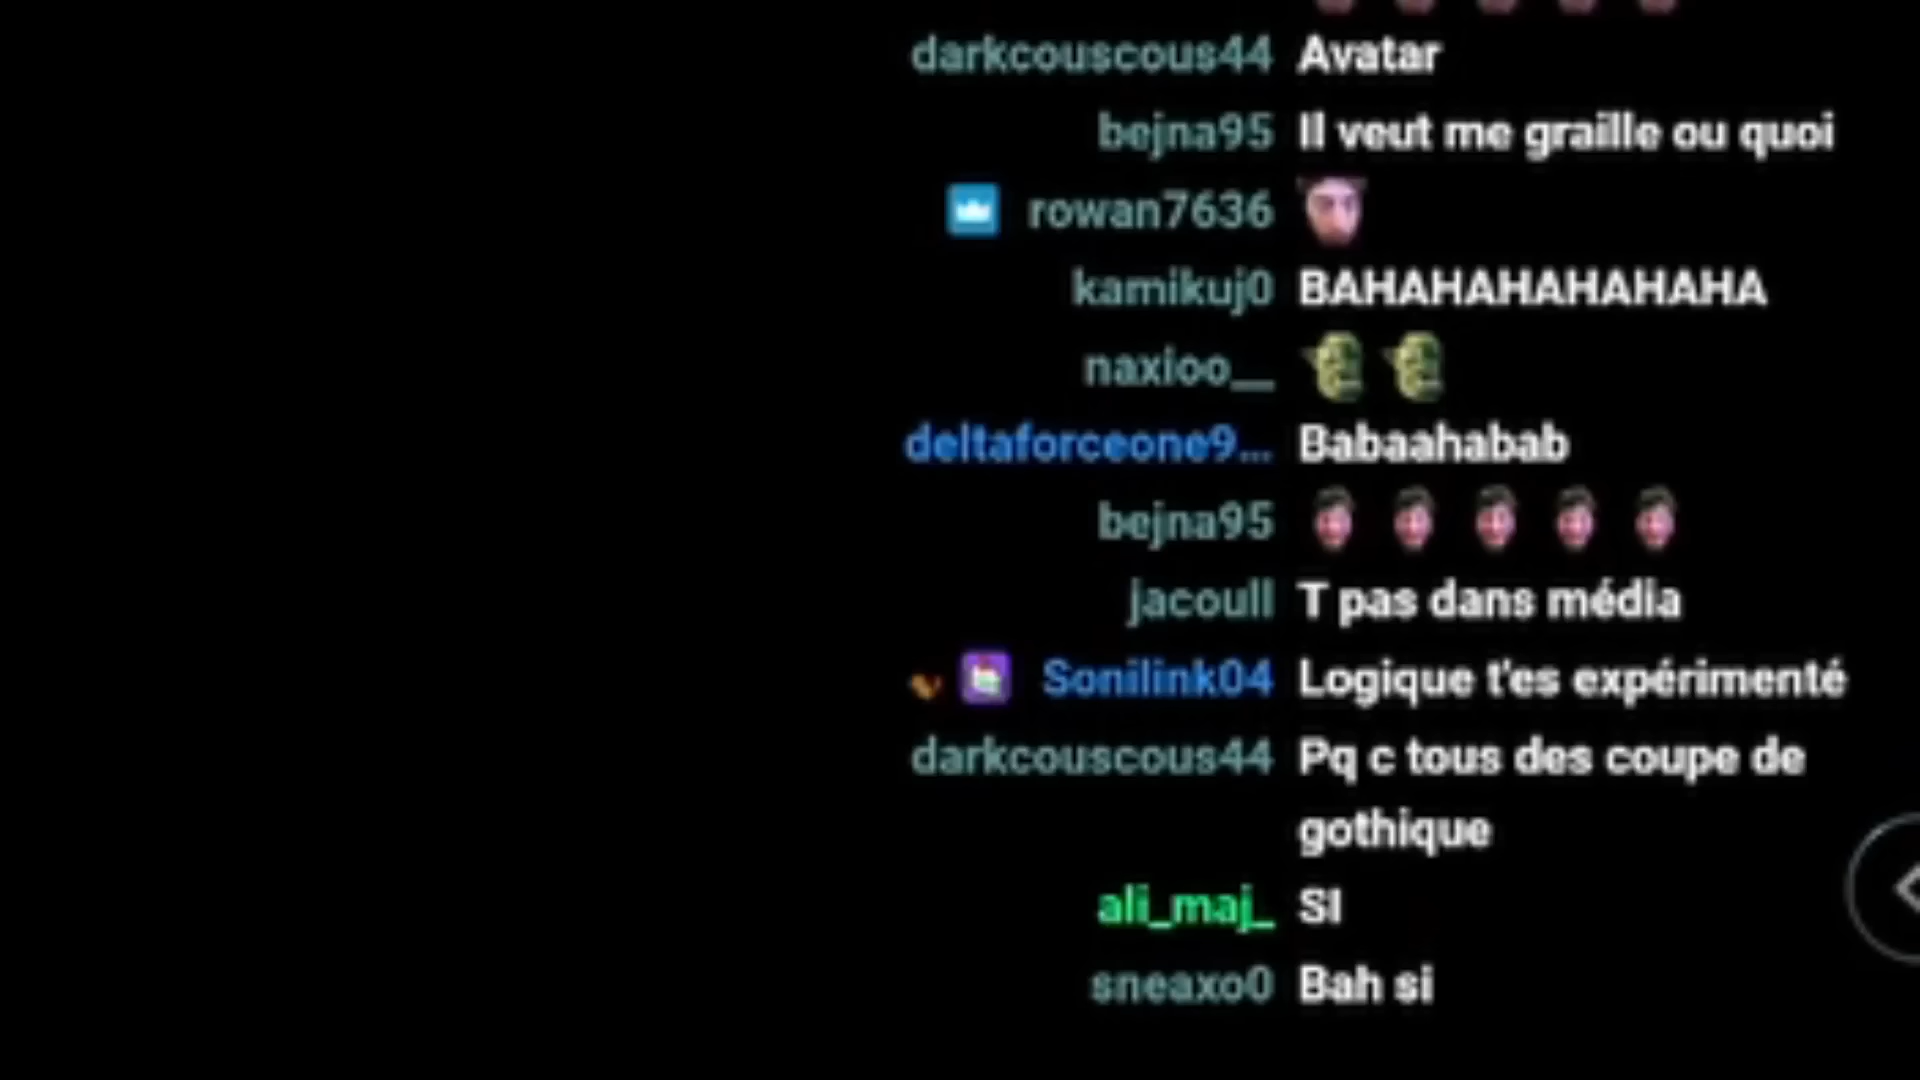 darkcouscous44 Avatar
bejna95 Il veut me graille ou quoi
rowan7636
kamikuj0 BAHAHAHAHAHAHA
naxioo__
deltaforceone9... Babaahabab
bejna95
jacoull T pas dans média
Sonilink04 Logique t'es expérimenté
darkcouscous44 Pq c tous des coupe de
gothique
ali_maj_ SI
sneaxo0 Bah si